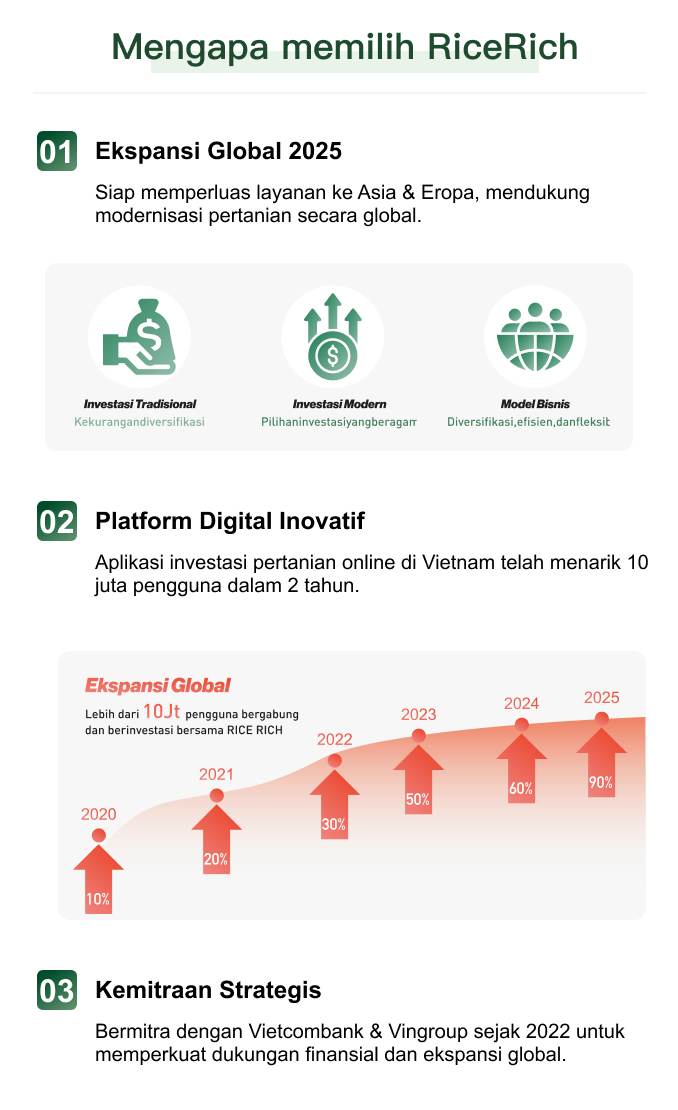 Mengapa memilih RiceRich
01
Ekspansi Global 2025
Siap memperluas layanan ke Asia & Eropa, mendukung
modernisasi pertanian secara global.
Investasi Tradisional
Kekurangandiversifikasi
Investasi Modern
Pilihaninvestasiyangberagam
Model Bisnis
Diversifikasi,efisien,danfleksib
02
Platform Digital Inovatif
Aplikasi investasi pertanian online di Vietnam telah menarik 10
juta pengguna dalam 2 tahun.
Ekspansi Global
Lebih dari 10Jt pengguna bergabung
dan berinvestasi bersama RICE RICH
2020
10%
2021
20%
2022
30%
2023
50%
2024
60%
2025
90%
03
Kemitraan Strategis
Bermitra dengan Vietcombank & Vingroup sejak 2022 untuk
memperkuat dukungan finansial dan ekspansi global.